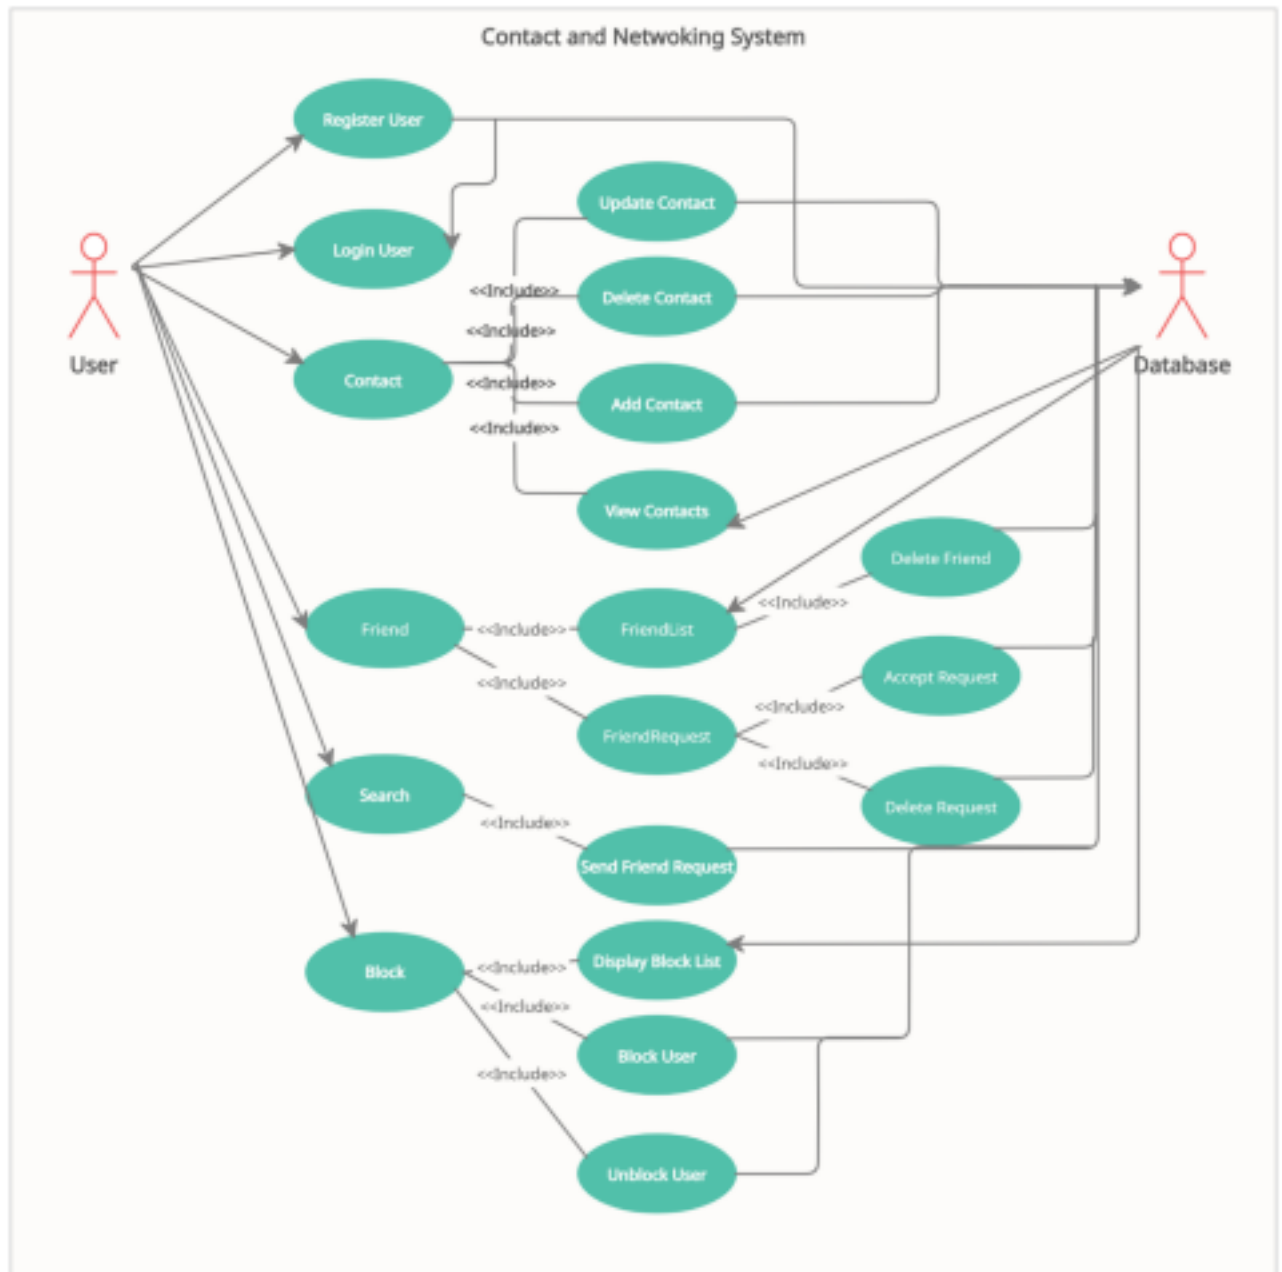 Contact and Netwoking System
Register User
Update Contact
Login User
<<Include>>
Delete Contact
<<Include>>
User
Database
Contact
<<Include>>
Add Contact
<<Include>>
View Contacts
Delete Friend
<<Include>>
Friend
<<Include>>
FriendList
<<Include>>
Accept Request
<<Include>>
FriendRequest
<<Include>>
Search
Delete Request
<<Include>>
Send Friend Request
Block
<<Include>>
Display Block List
<<Include>>
Block User
<<Include>>
Unblock User